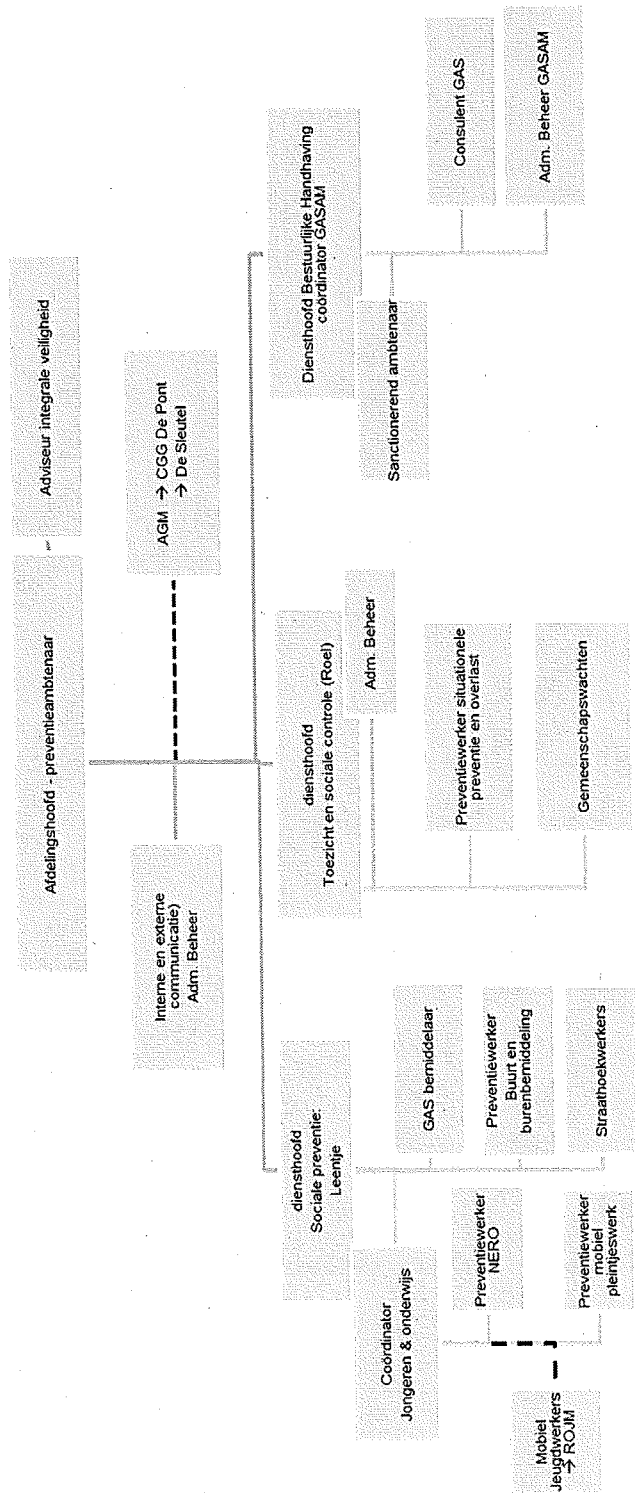 Afdelingshoofd - preventieambtenaar
Adviseur integrale veiligheid
Interne en externe
communicatie)
Adm. Beheer
AGM → CGG De Pont
→ De Sleutel
diensthoofd
Sociale preventie:
Leentje
diensthoofd
Toezicht en sociale controle (Roel)
Diensthoofd Bestuurlijke Handhaving
coördinator GASAM
Coördinator
Jongeren & onderwijs
GAS bemiddelaar
Adm. Beheer
Sanctionerend ambtenaar
Consulent GAS
Preventiewerker
NERO
Preventiewerker
Buurt en
burenbemiddeling
Preventiewerker situationele
preventie en overlast
Adm. Beheer GASAM
Mobiel
Jeugdwerkers
→ ROJM
Preventiewerker
mobiel
pleintjeswerk
Straathoekwerkers
Gemeenschapswachten